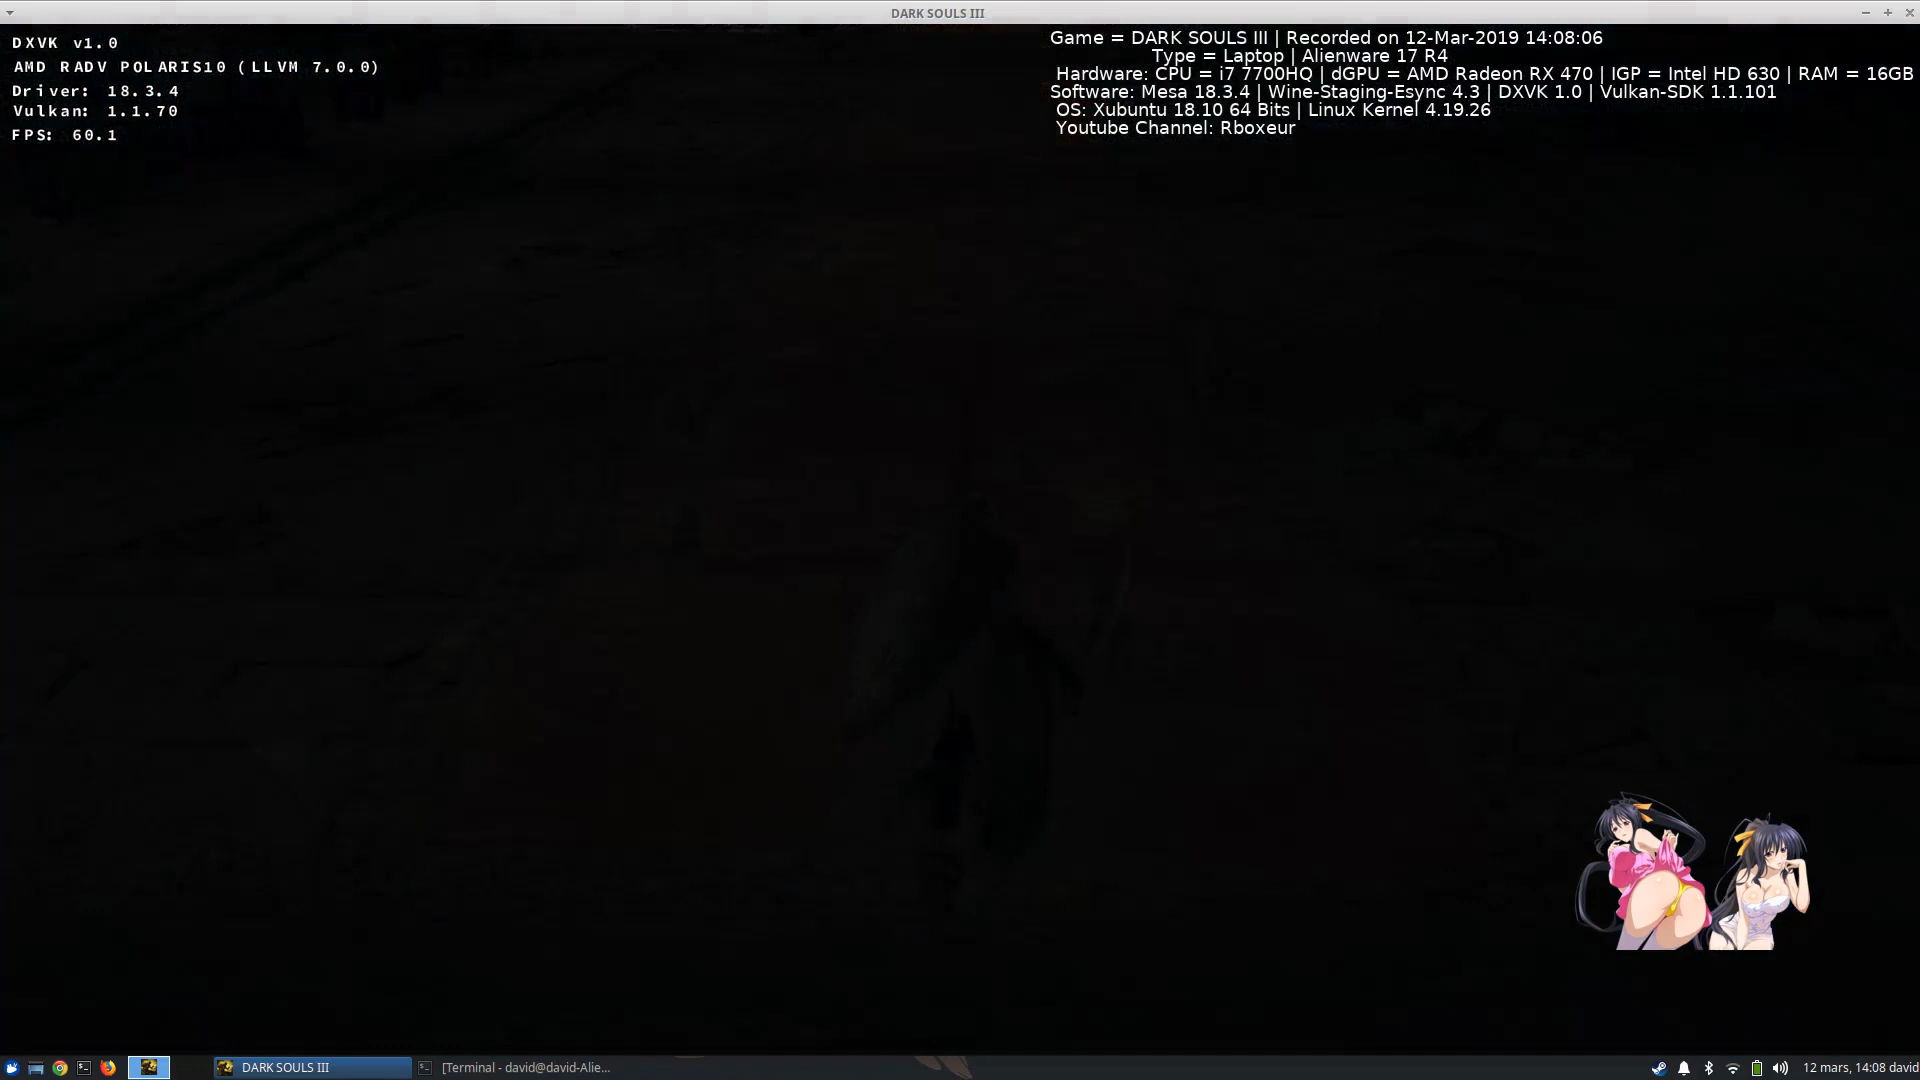 DARK SOULS III
DXVK v1.0
AMD RADV POLARIS10 (LLVM 7.0.0)
Driver: 18.3.4
Vulkan: 1.1.70
FPS: 60.1
Game = DARK SOULS III | Recorded on 12-Mar-2019 14:08:06
Type = Laptop | Alienware 17 R4
Hardware: CPU = i7 7700HQ | dGPU = AMD Radeon RX 470 | IGP = Intel HD 630 | RAM = 16GB
Software: Mesa 18.3.4 | Wine-Staging-Esync 4.3 | DXVK 1.0 | Vulkan-SDK 1.1.101
OS: Xubuntu 18.10 64 Bits | Linux Kernel 4.19.26
Youtube Channel: Rboxeur
DARK SOULS III
[Terminal - david@david-Alie...
12 mars, 14:08 david